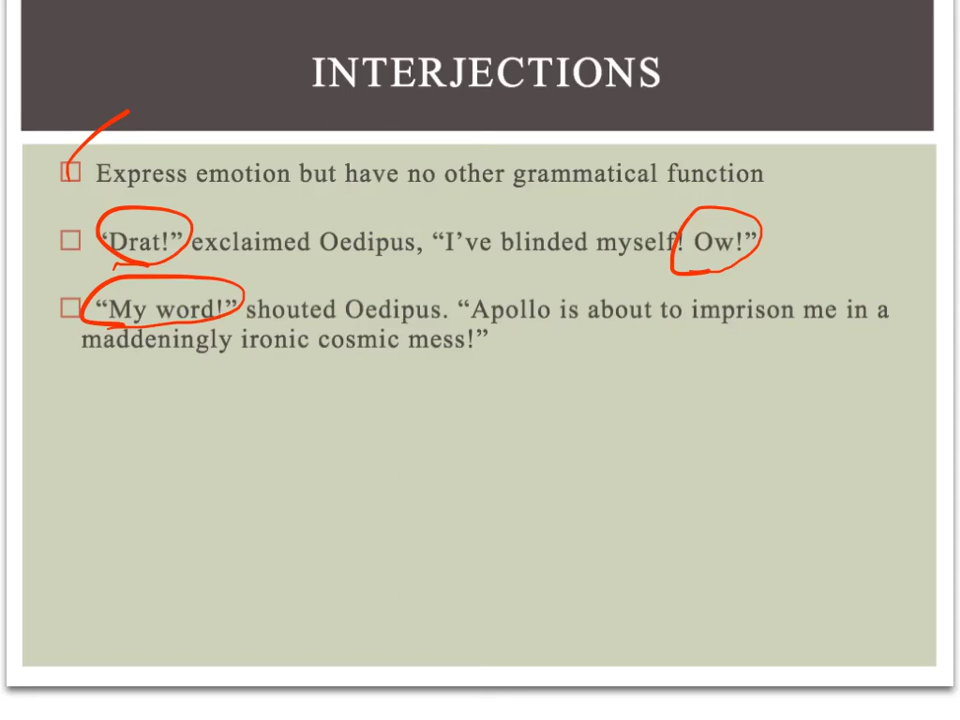 INTERJECTIONS
Express emotion but have no other grammatical function
“Drat!” exclaimed Oedipus, “I’ve blinded myself! Ow!”
“My word!” shouted Oedipus. “Apollo is about to imprison me in a
maddeningly ironic cosmic mess!”